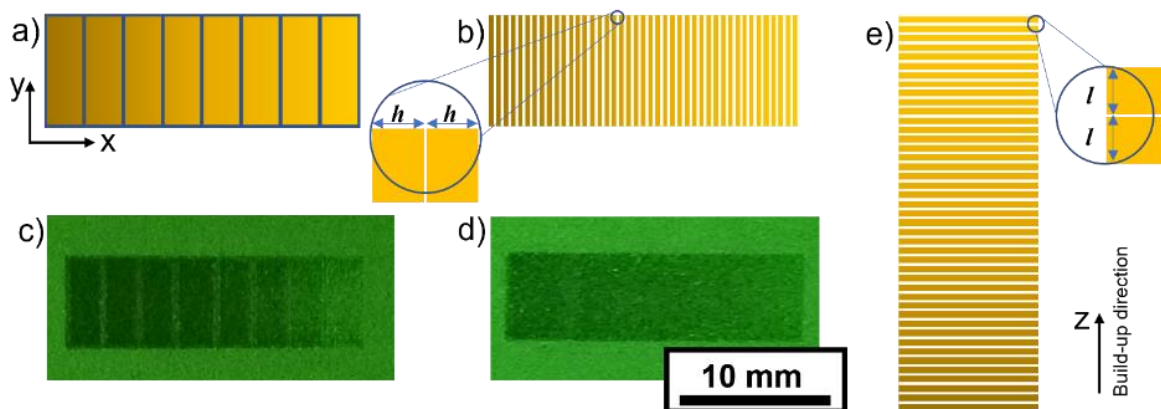 a)
b)
e)
y
x
h h
l
l
c)
d)
10 mm
z
Build-up direction